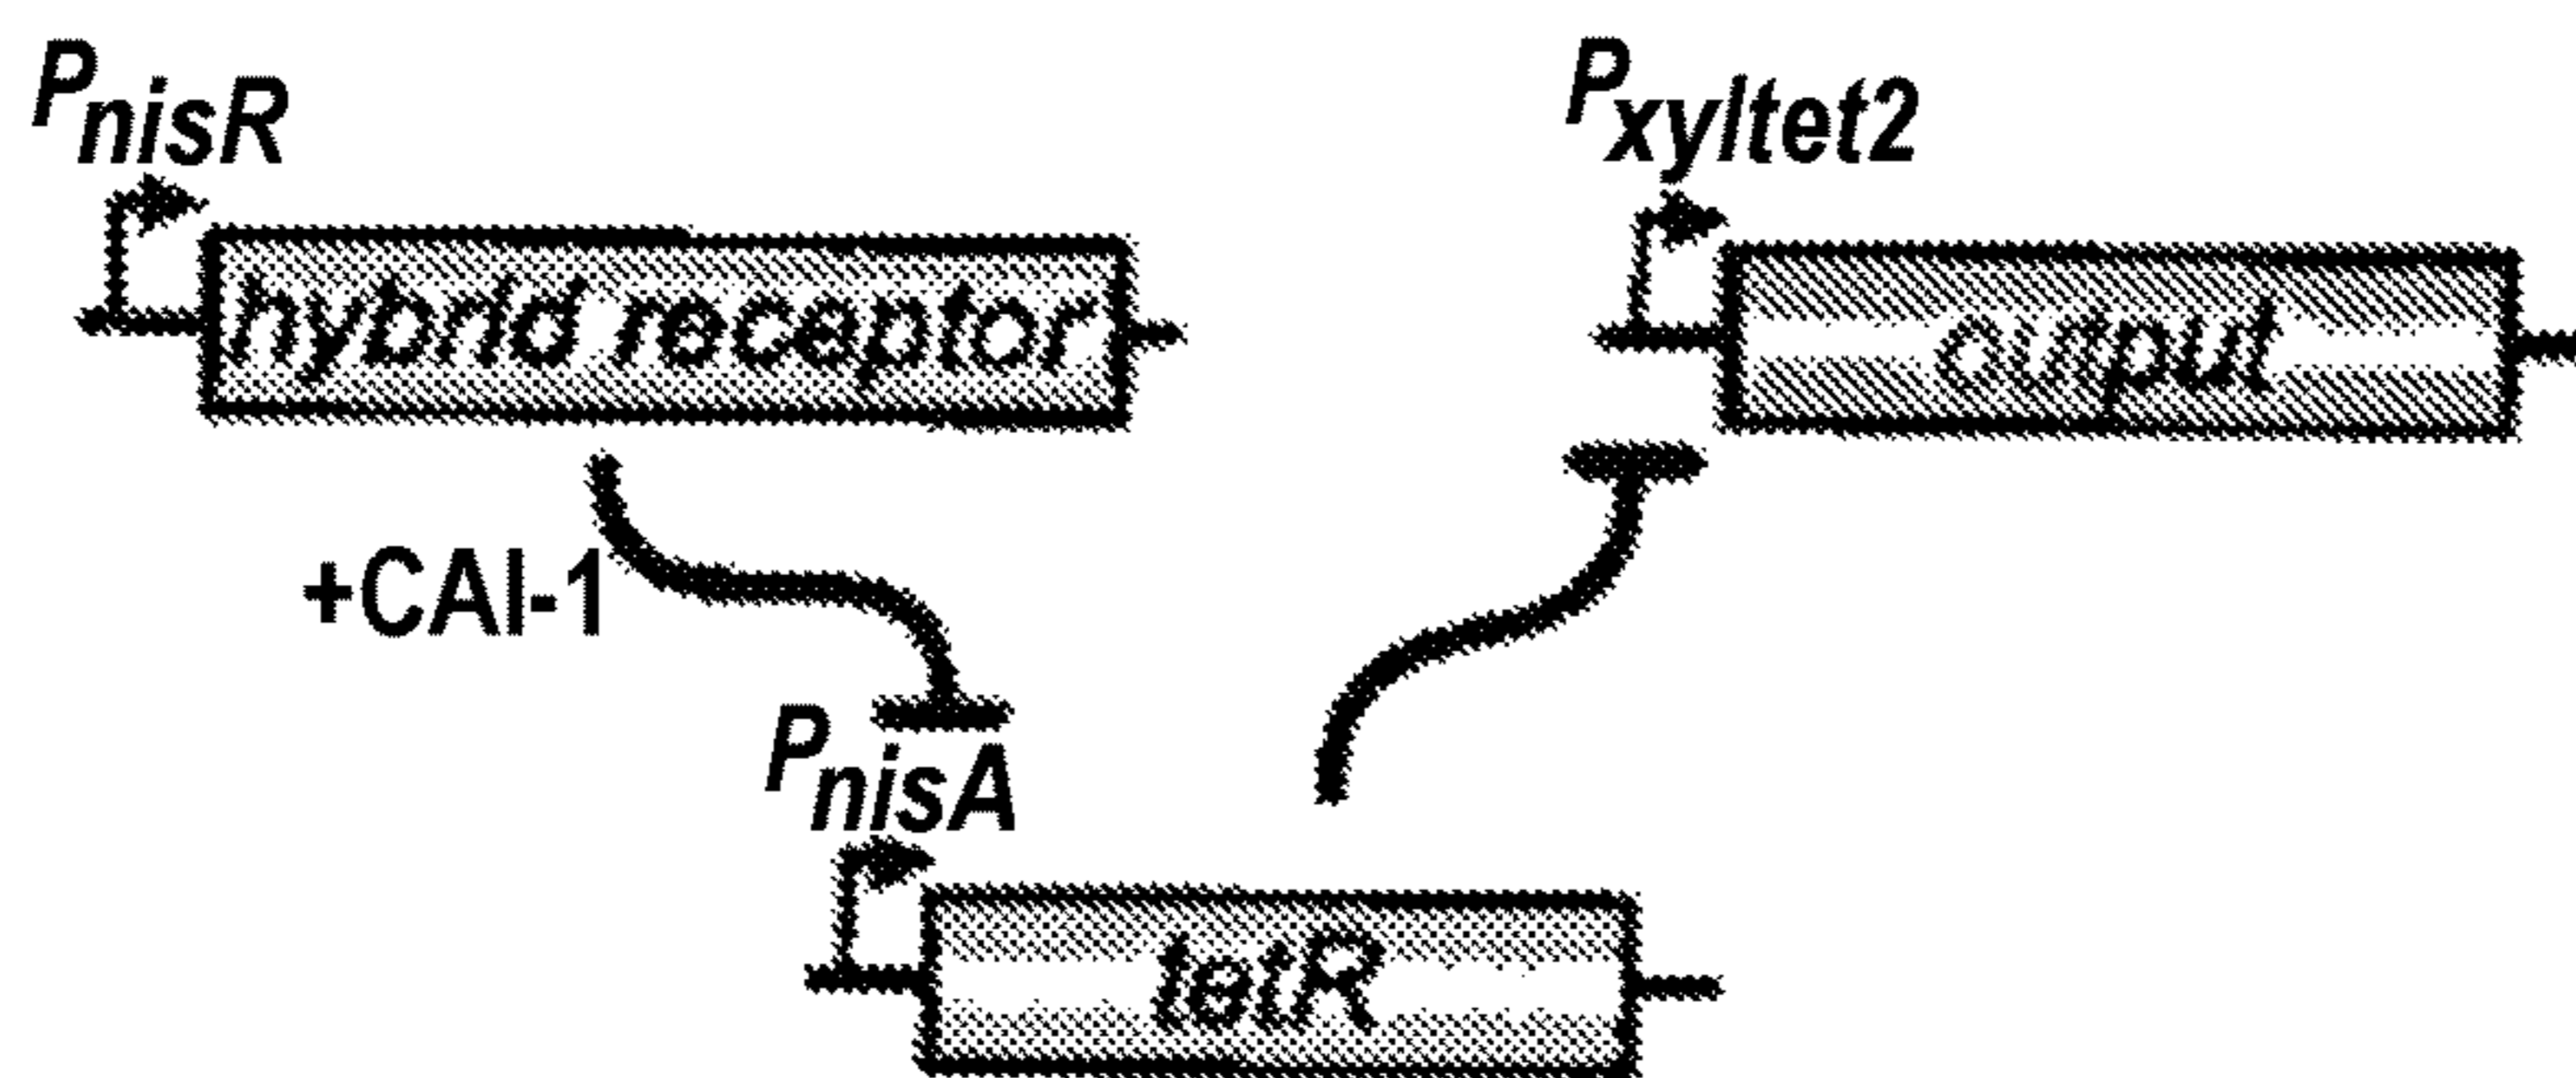 PnisR
Pxyltet2
hybrid receptor
output
+CAI-1
PnisA
tetR